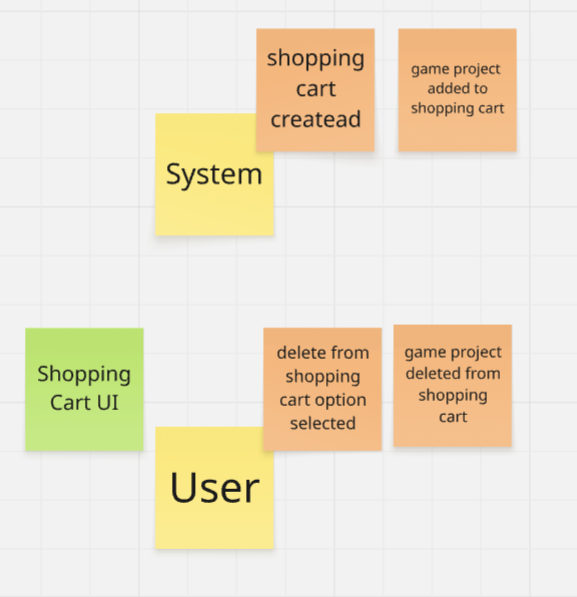 shopping
cart
createad
game project
added to
shopping cart
System
Shopping
Cart UI
delete from
shopping
cart option
selected
game project
deleted from
shopping
cart
User